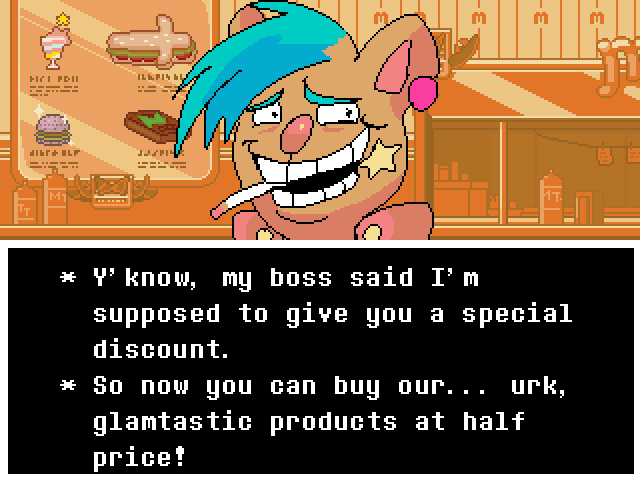 M M M M M
* Y'know, my boss said I'm
supposed to give you a special
discount.
* So now you can buy our... urk,
glamtastic products at half
price!